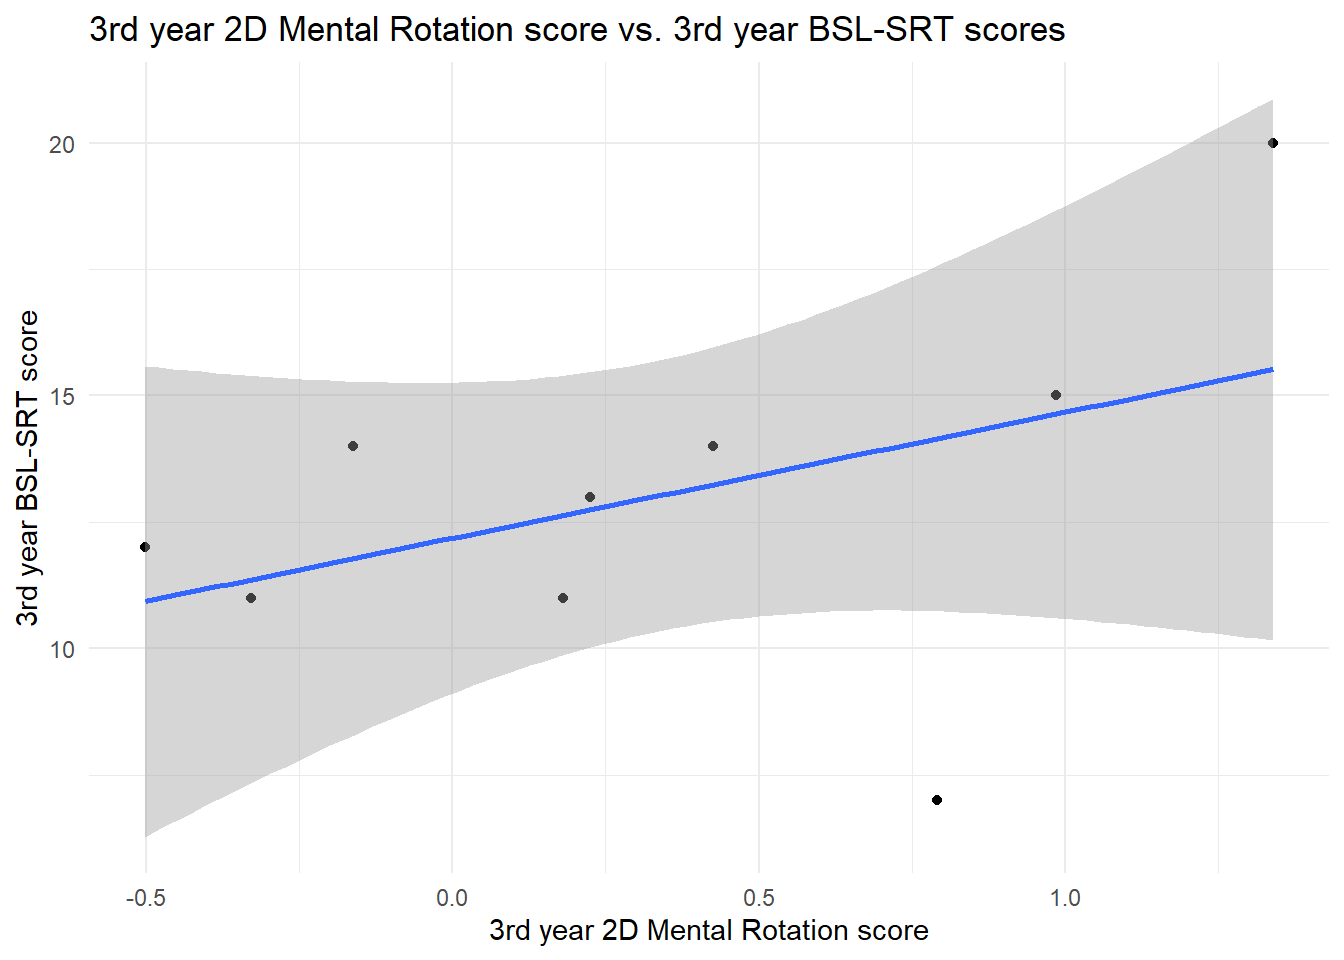 3rd year 2D Mental Rotation score vs. 3rd year BSL-SRT scores
3rd year BSL-SRT score
20
15
10
-0.5
0.0
0.5
1.0
3rd year 2D Mental Rotation score